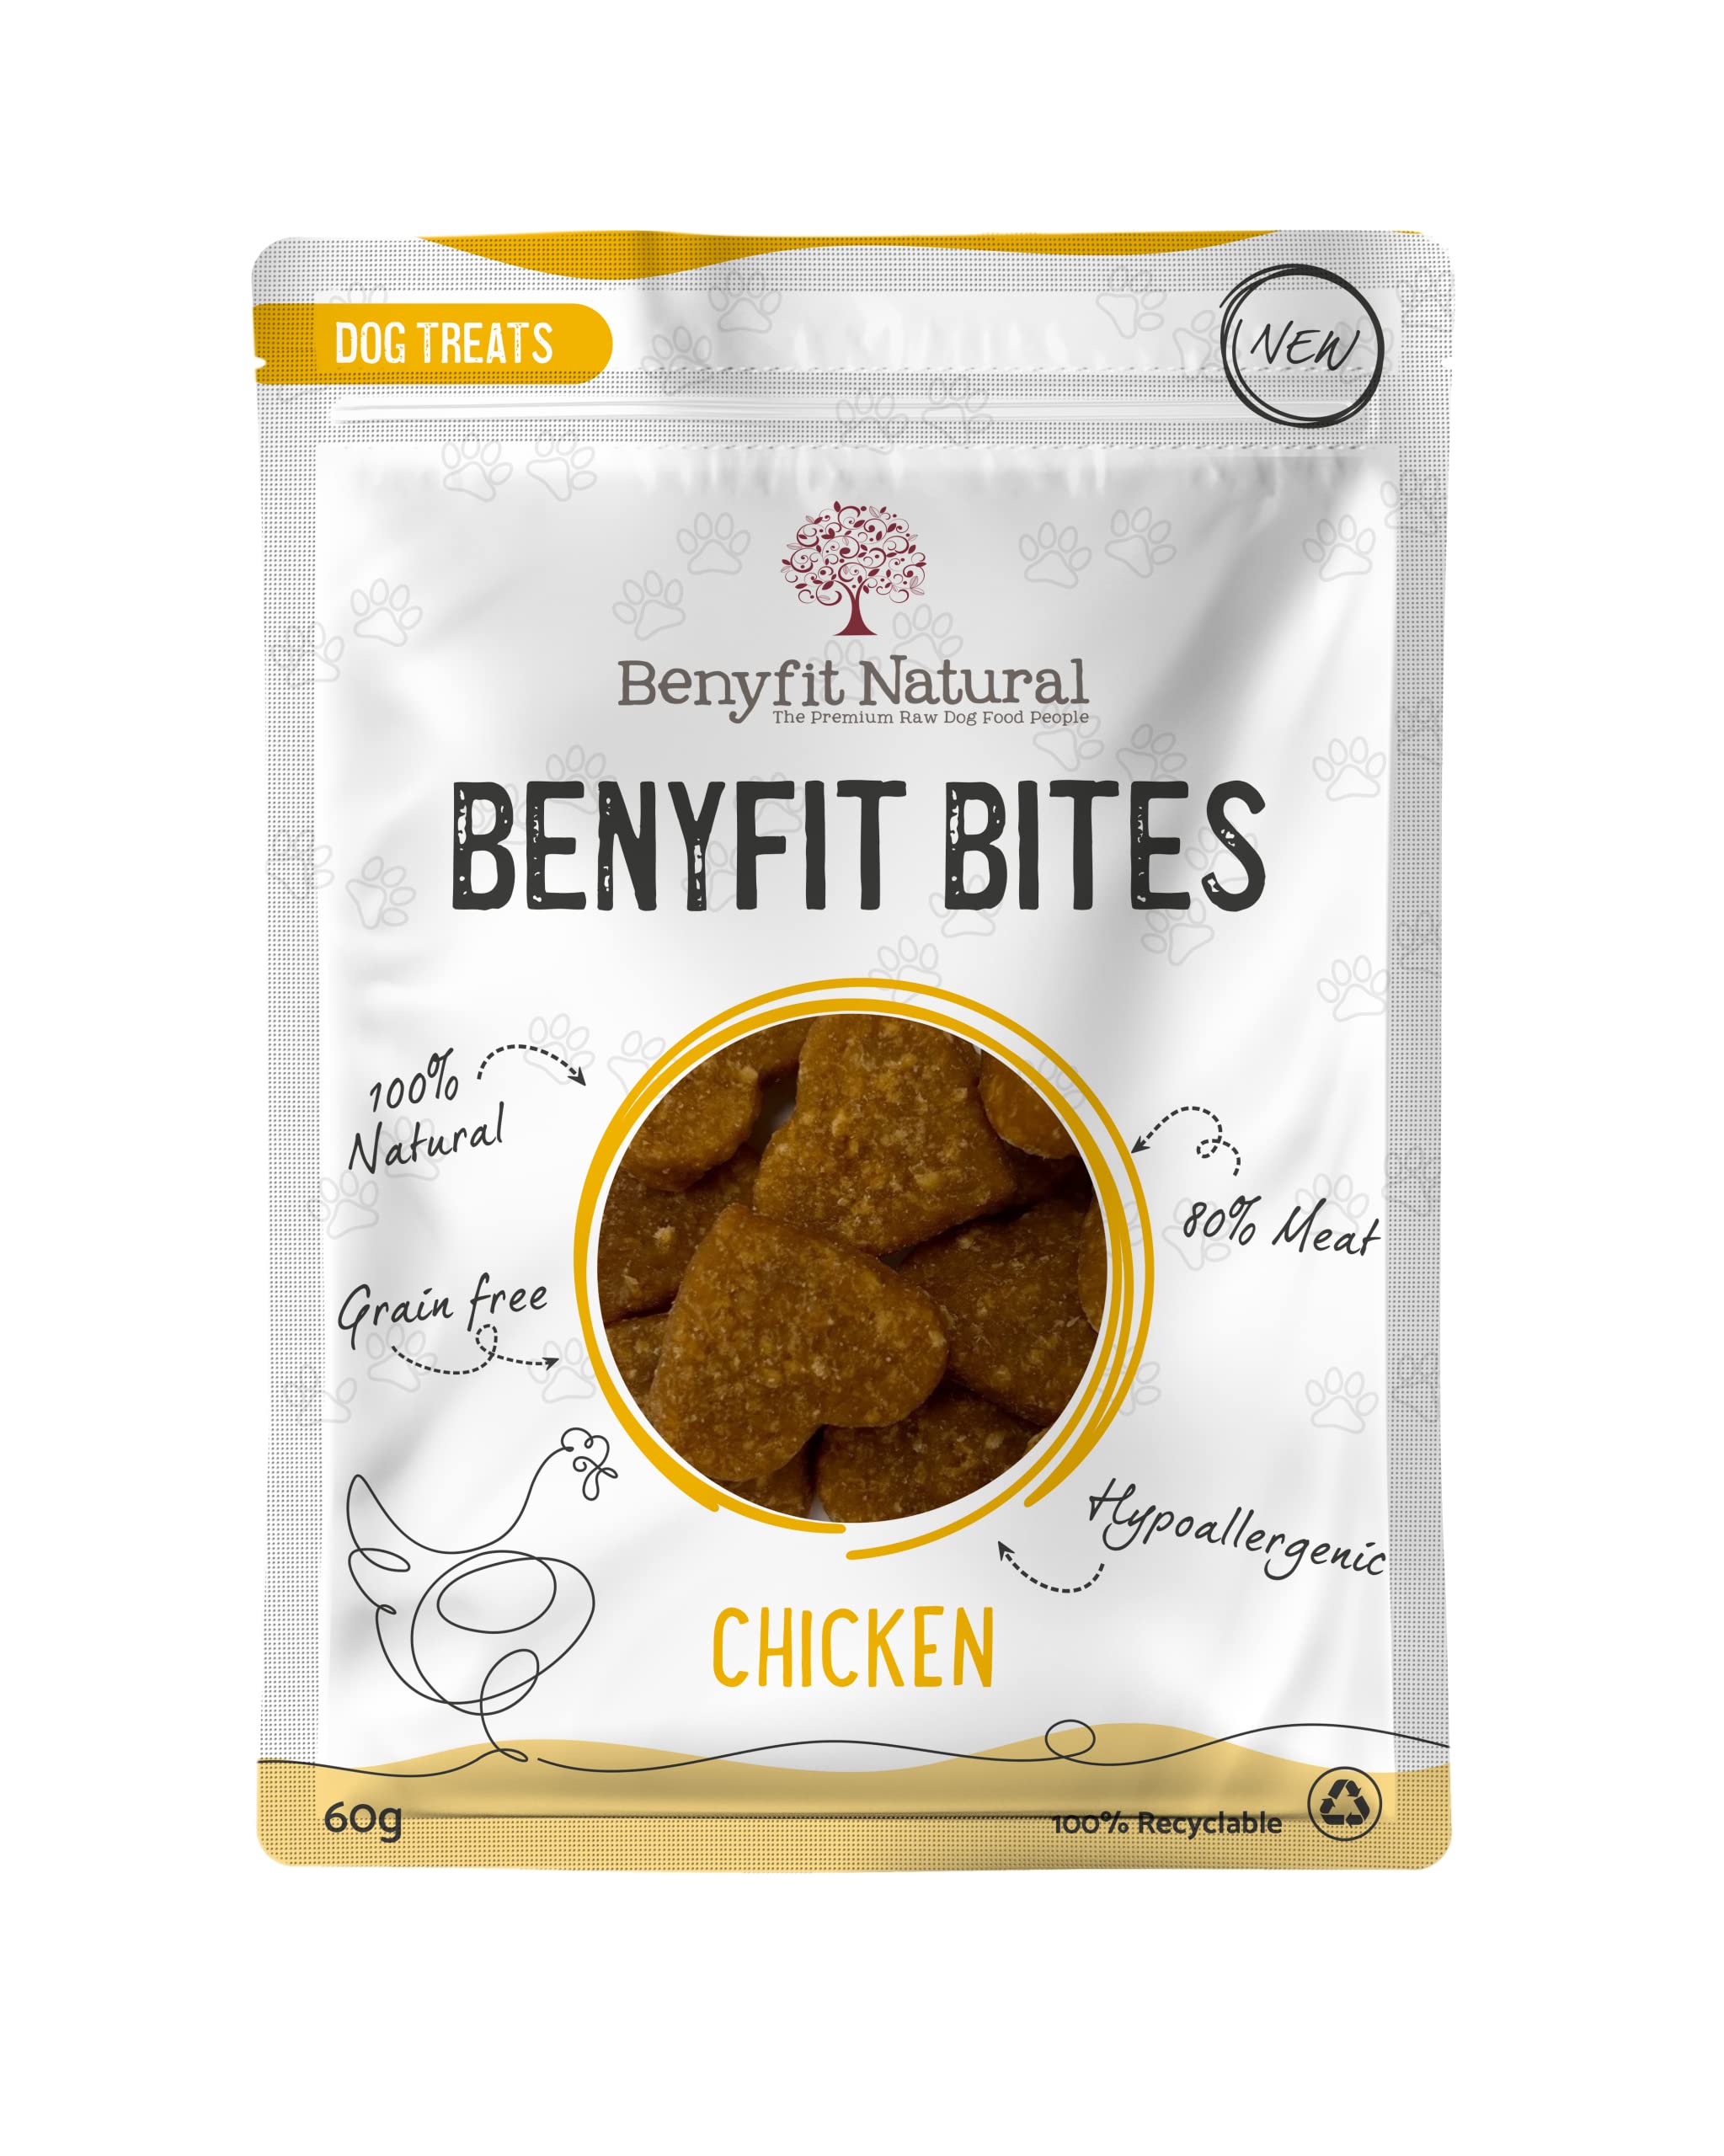 DOG TREATS
NEW
Benyfit Natural
The Premium Raw Dog Food People
BENYFIT BITES
100%
Natural
80% Meat
Grain free
Hypoallergenic
CHICKEN
60g
100% Recyclable